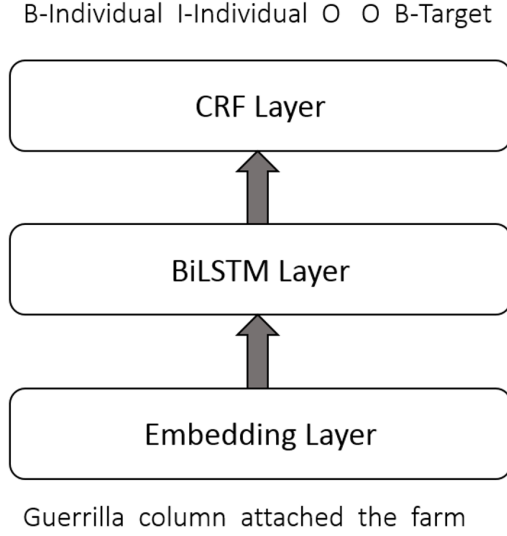 B-Individual I-Individual O O B-Target
CRF Layer
BiLSTM Layer
Embedding Layer
Guerrilla column attached the farm